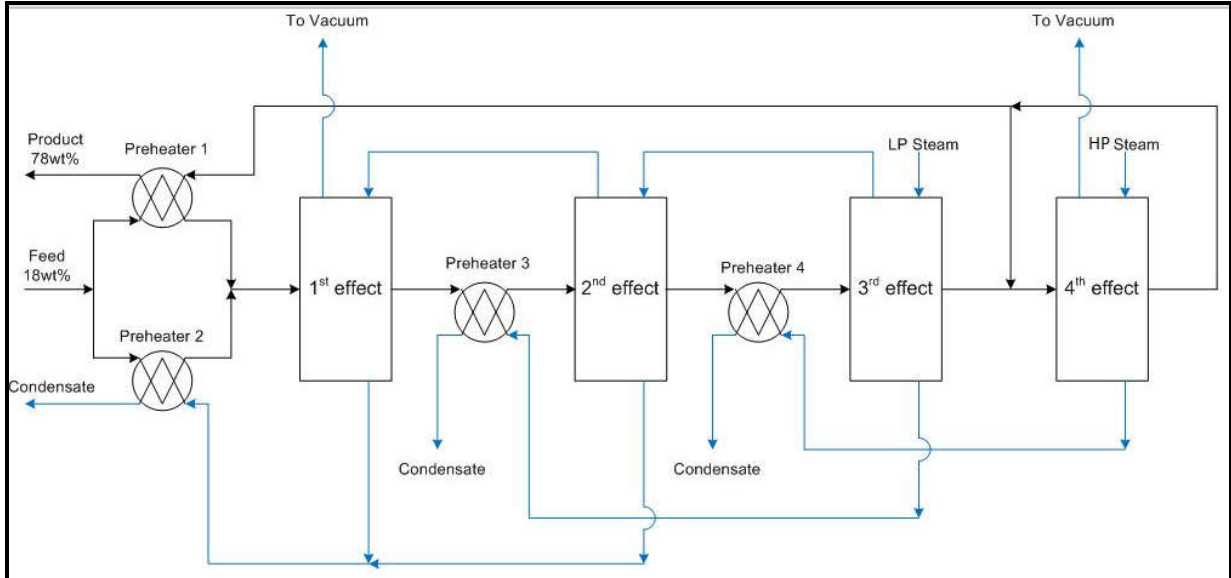 To Vacuum
To Vacuum
Product
78wt%
Preheater 1
LP Steam
HP Steam
Feed
18wt%
1st effect
Preheater 3
2nd effect
Preheater 4
3rd effect
4th effect
Preheater 2
Condensate
Condensate
Condensate